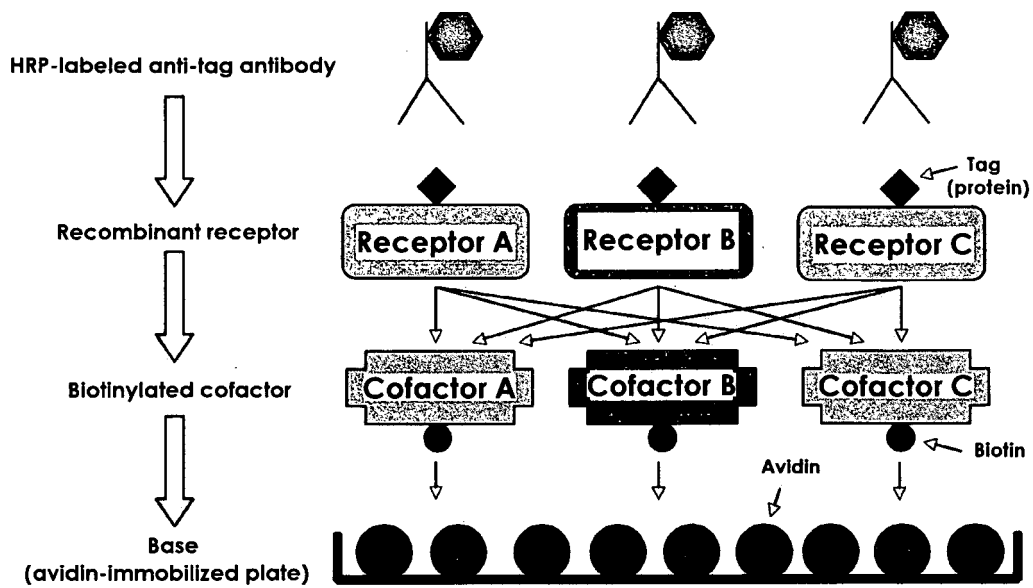 HRP-labeled anti-tag antibody
Tag
(protein)
Recombinant receptor
Receptor A
Receptor B
Receptor C
Biotinylated cofactor
Cofactor A
Cofactor B
Cofactor C
Biotin
Avidin
Base
(avidin-immobilized plate)